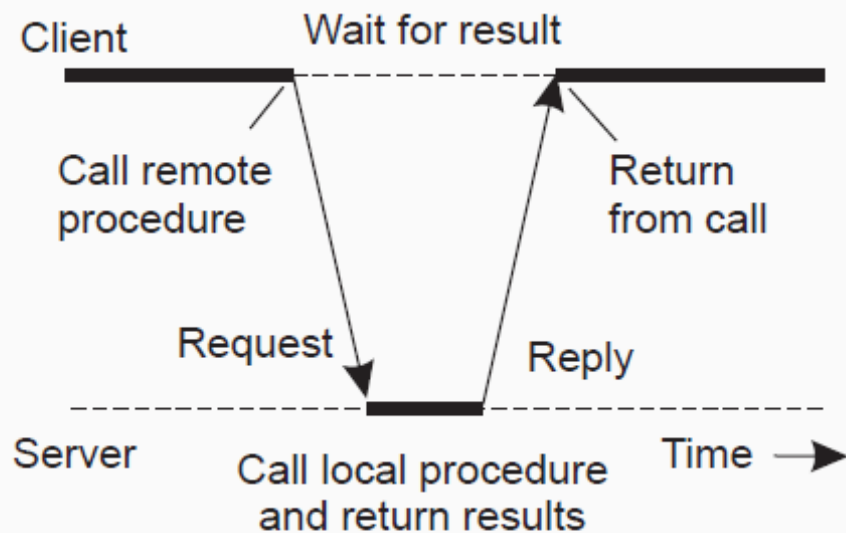 Client
Wait for result
Call remote
procedure
Return
from call
Request
Reply
Server
Call local procedure
and return results
Time